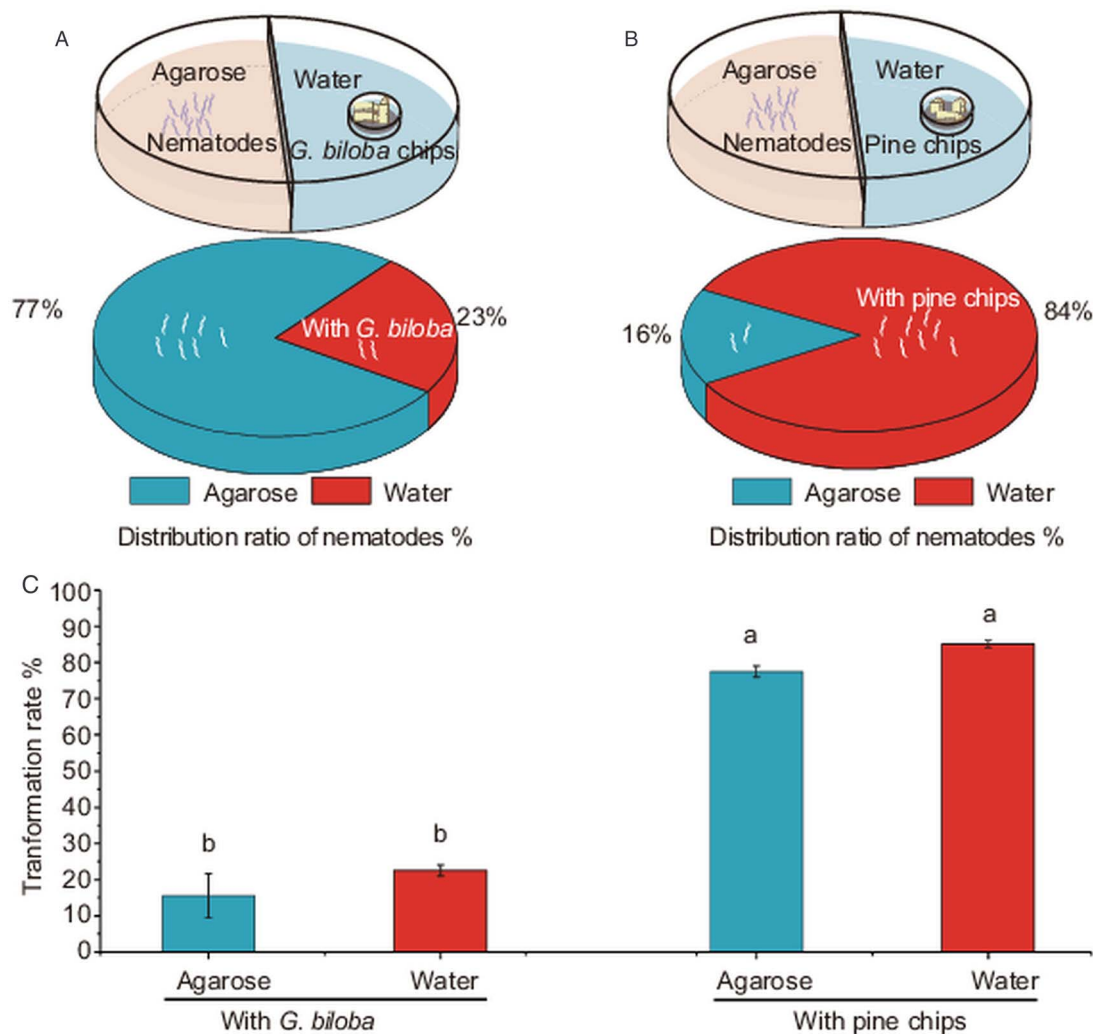 A
Agarose
Water
Nematodes
G. biloba chips
B
Agarose
Water
Nematodes
Pine chips
77%
With G. biloba
23%
16%
With pine chips
84%
Agarose
Water
Distribution ratio of nematodes %
Agarose
Water
Distribution ratio of nematodes %
C
Tranformation rate %
100
90
80
70
60
50
40
30
20
10
0
b
b
a
a
Agarose
Water
Agarose
Water
With G. biloba
With pine chips